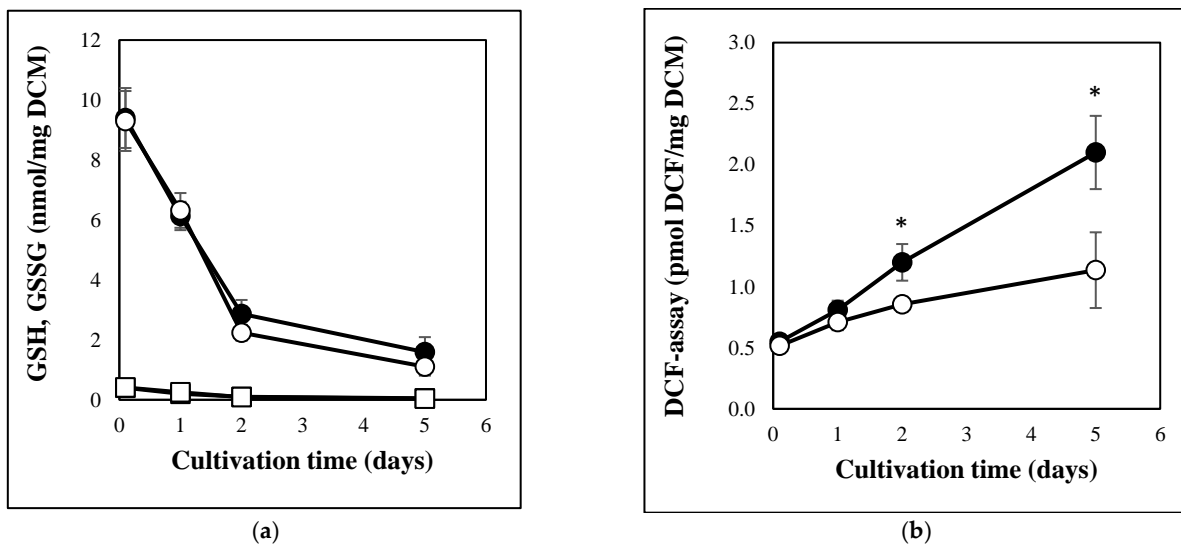 GSH, GSSG (nmol/mg DCM)
12
10
8
6
4
2
0
0 1 2 3 4 5 6
Cultivation time (days)
(a)
DCF-assay (pmol DCF/mg DCM)
3.0
2.5
2.0
1.5
1.0
0.5
0.0
*
*
0 1 2 3 4 5 6
Cultivation time (days)
(b)